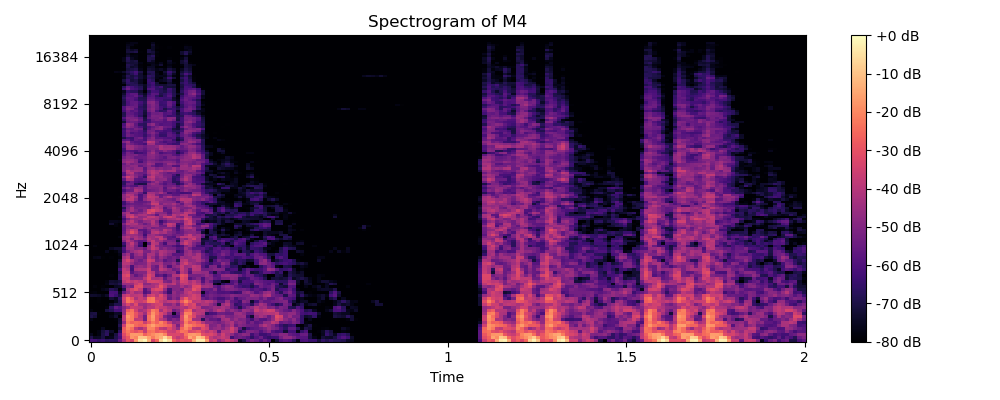 Spectrogram of M4
Hz
16384
8192
4096
2048
1024
512
0
0
0.5
1
1.5
2
Time
+0 dB
-10 dB
-20 dB
-30 dB
-40 dB
-50 dB
-60 dB
-70 dB
-80 dB